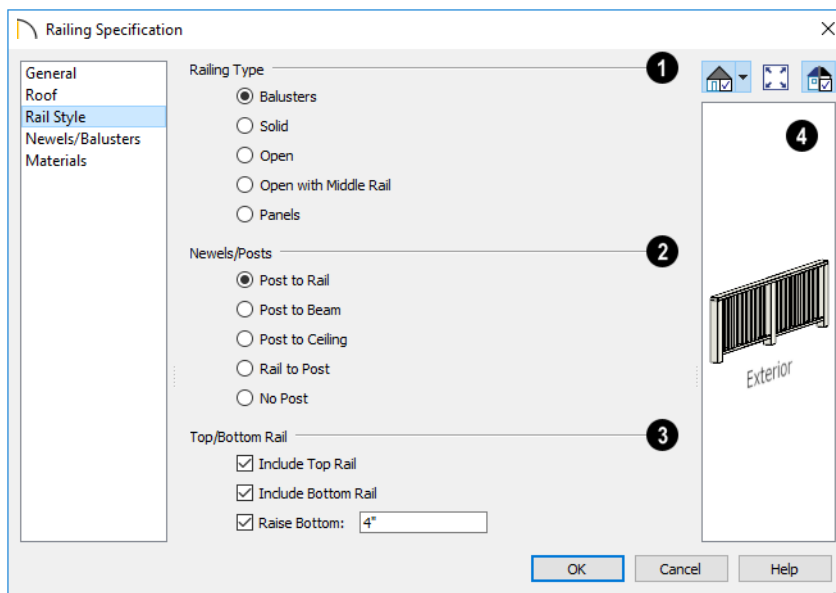 Railing Specification
General
Roof
Rail Style
Newels/Balusters
Materials
Railing Type
1
Balusters
Solid
Open
Open with Middle Rail
Panels
Newels/Posts
2
Post to Rail
Post to Beam
Post to Ceiling
Rail to Post
No Post
Top/Bottom Rail
3
Include Top Rail
Include Bottom Rail
Raise Bottom: 4"
4
Exterior
OK
Cancel
Help